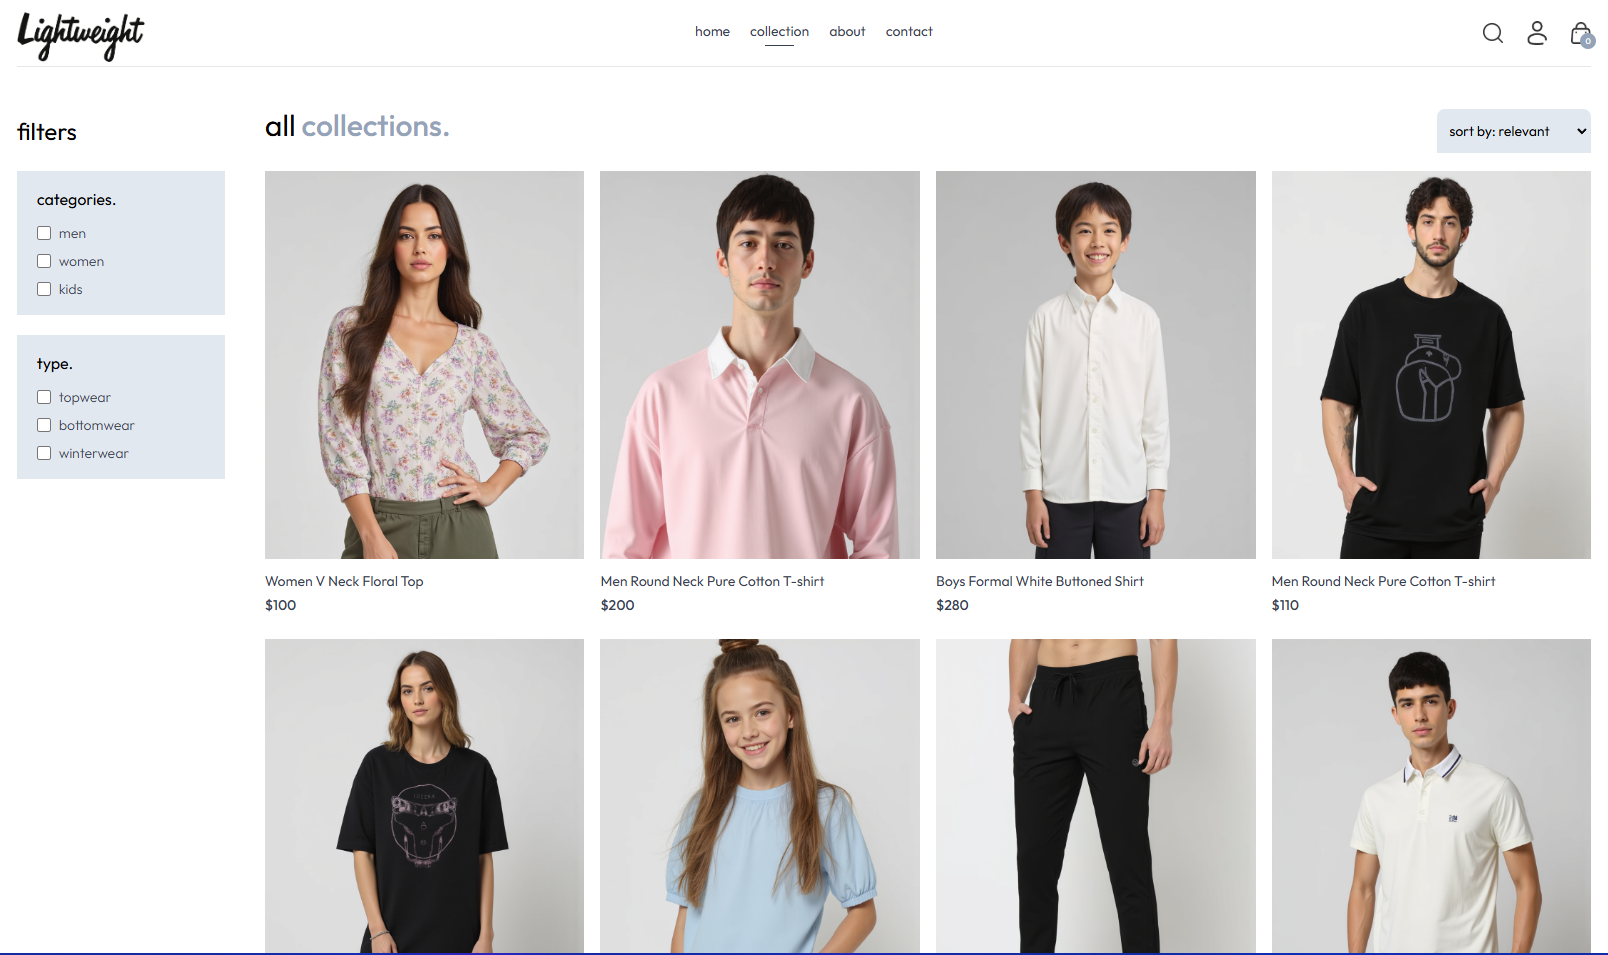 Lightweight
home collection about contact
0
filters
all collections.
sort by: relevant
categories.
men
women
kids
type.
topwear
bottomwear
winterwear
Women V Neck Floral Top
$100
Men Round Neck Pure Cotton T-shirt
$200
Boys Formal White Buttoned Shirt
$280
Men Round Neck Pure Cotton T-shirt
$110